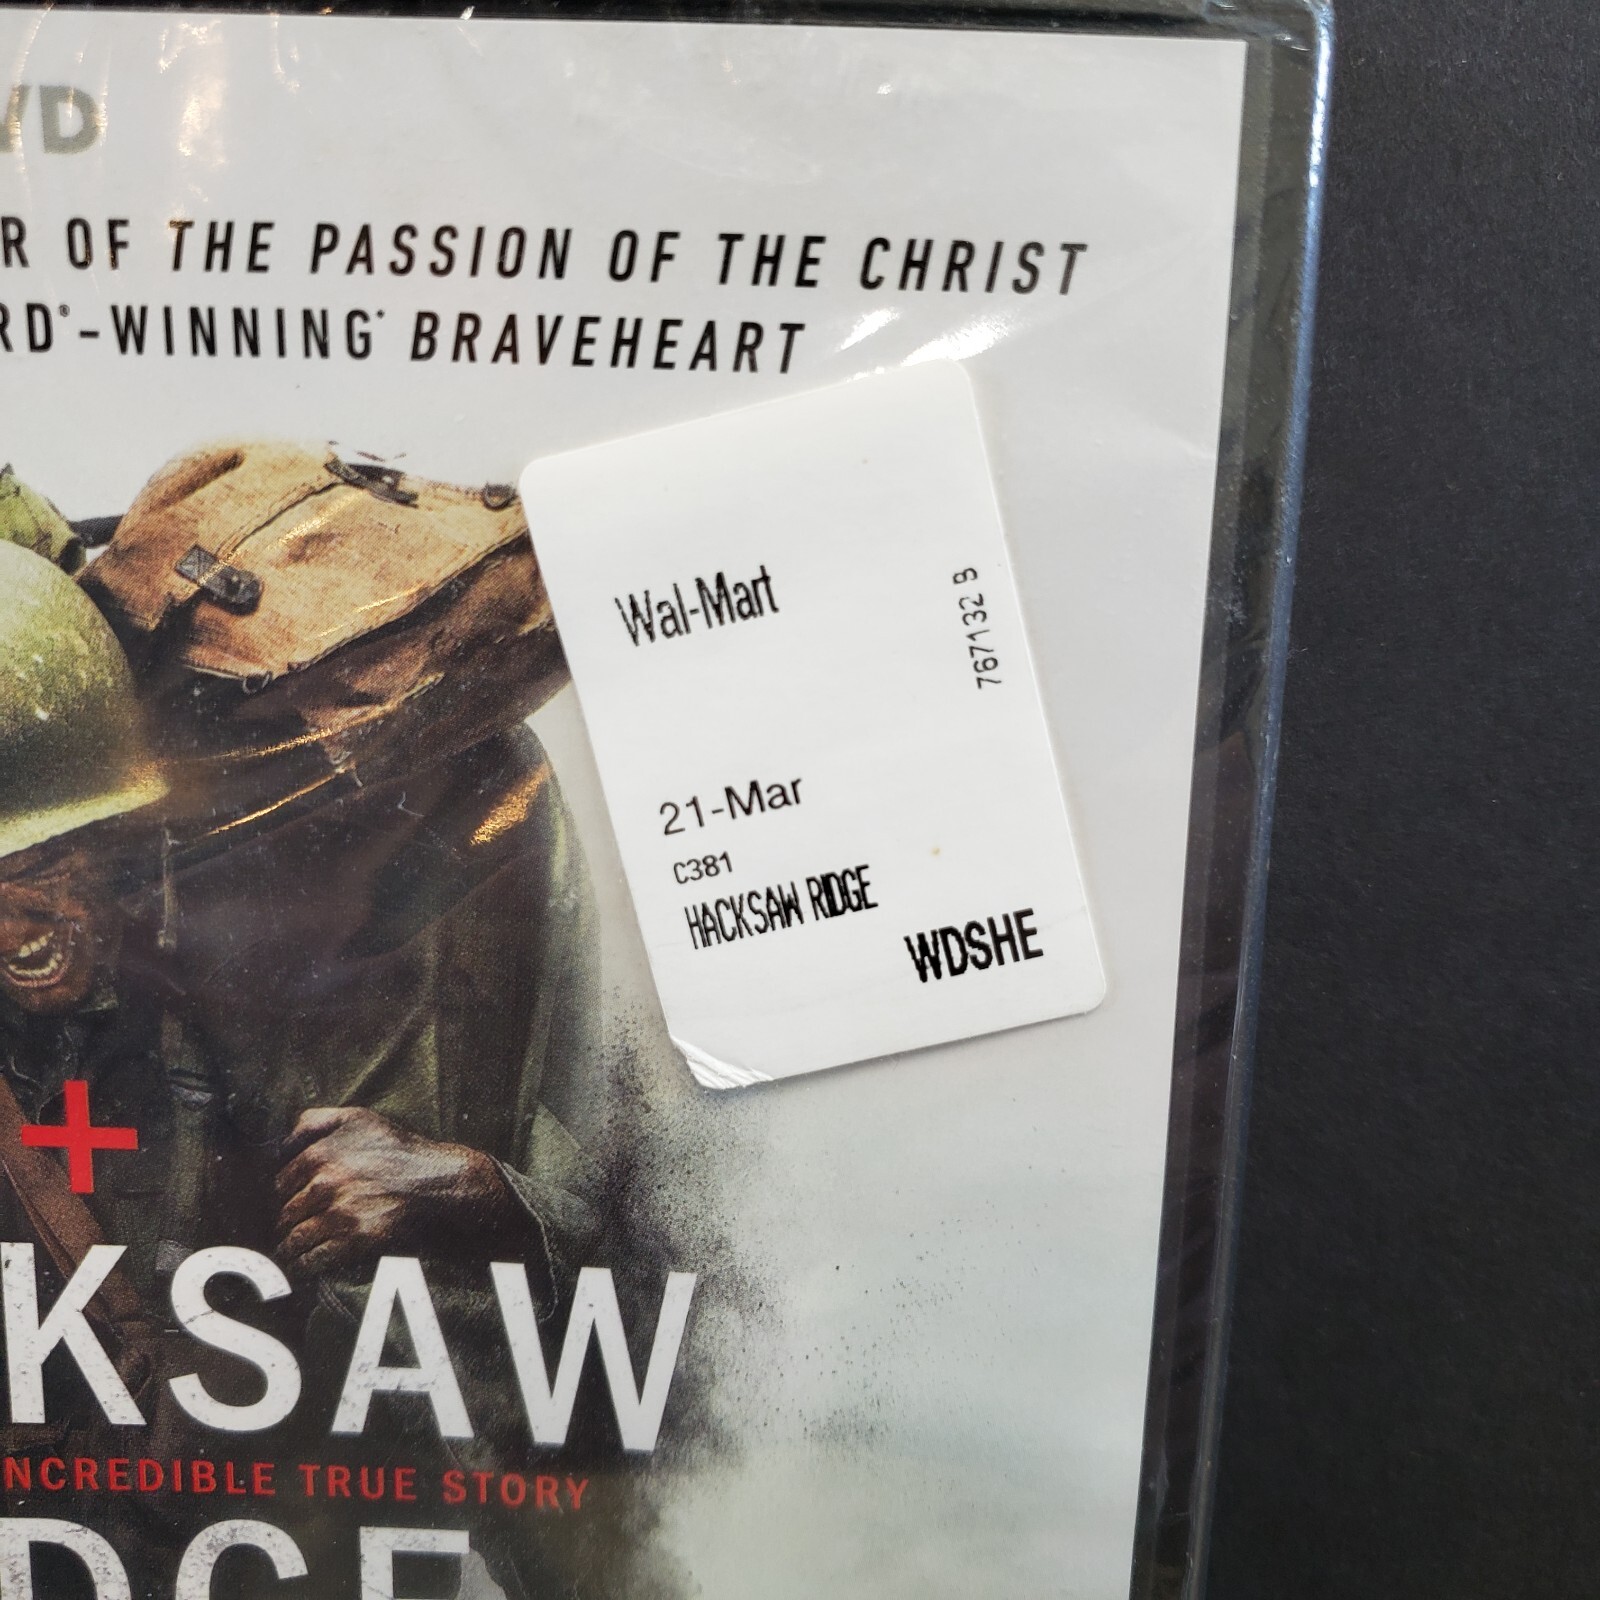 VD
R OF THE PASSION OF THE CHRIST
RD®-WINNING* BRAVEHEART
Wal-Mart
767132 B
21-Mar
C381
HACKSAW RIDGE
WDSHE
KSAW
NCREDIBLE TRUE STORY
DGE